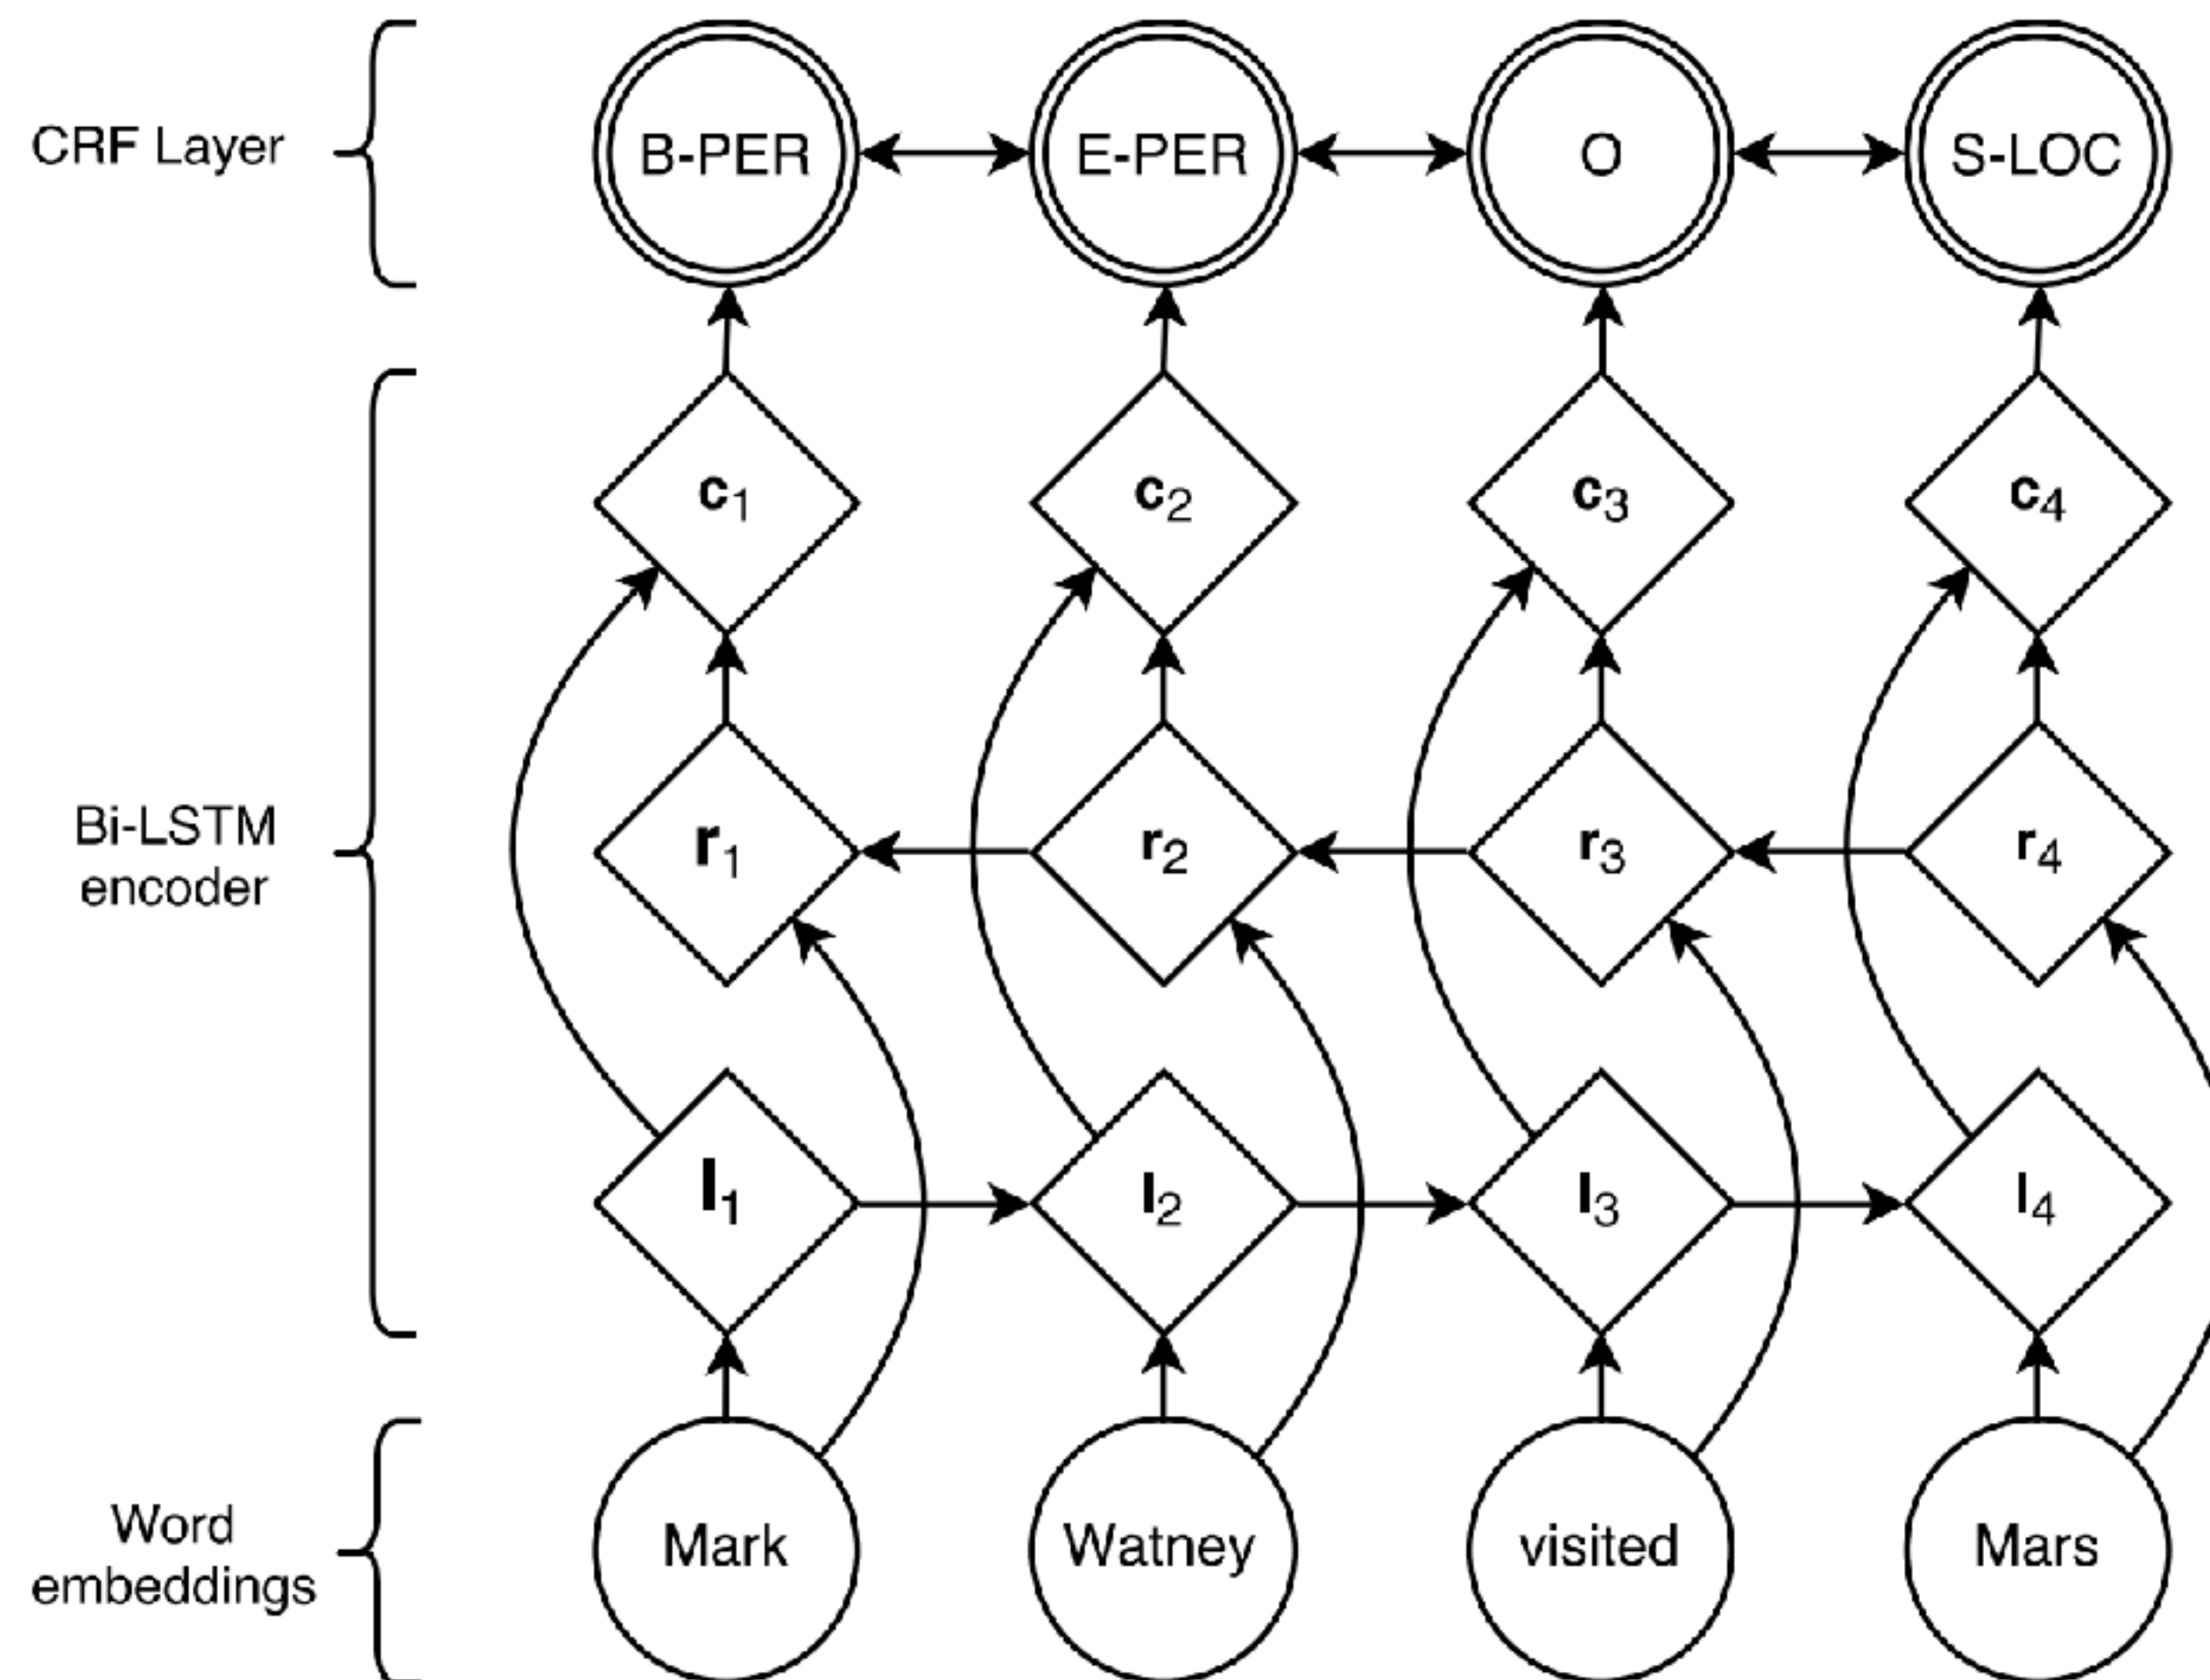 CRF Layer
B-PER
E-PER
O
S-LOC
c1
c2
c3
c4
Bi-LSTM
encoder
r1
r2
r3
r4
l1
l2
l3
l4
Word
embeddings
Mark
Watney
visited
Mars